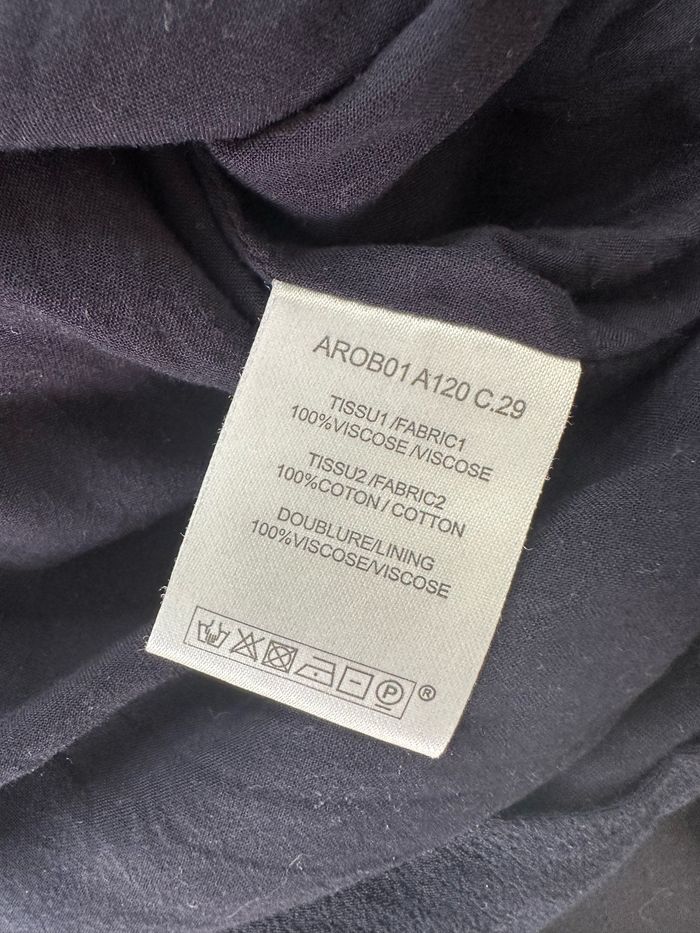 AROB01 A120 C.29
TISSU1 /FABRIC1
100%VISCOSE /VISCOSE
TISSU2 /FABRIC2
100%COTON / COTTON
DOUBLURE/LINING
100%VISCOSE/VISCOSE
P ®